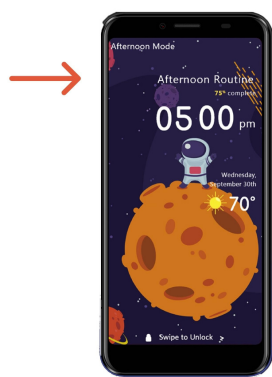 Afternoon Mode
Afternoon Routine
75% complete
05 00 pm
Wednesday,
September 30th
70°
Swipe to Unlock